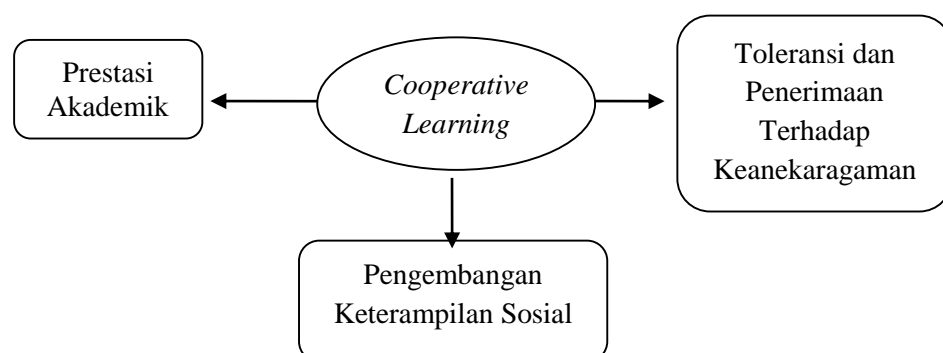 Prestasi
Akademik
Cooperative
Learning
Toleransi dan
Penerimaan
Terhadap
Keanekaragaman
Pengembangan
Keterampilan Sosial